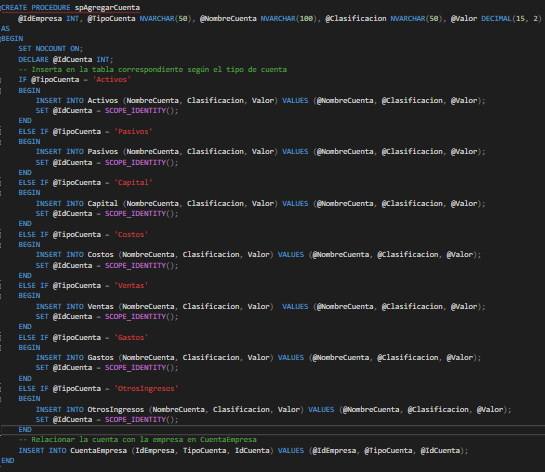 CREATE PROCEDURE spAgregarCuenta
@IdEmpresa INT, @TipoCuenta NVARCHAR(50), @NombreCuenta NVARCHAR(100), @Clasificacion NVARCHAR(50), @Valor DECIMAL(15, 2)
AS
BEGIN
SET NOCOUNT ON;
DECLARE @IdCuenta INT;
-- Inserta en la tabla correspondiente según el tipo de cuenta
IF @TipoCuenta = 'Activos'
BEGIN
INSERT INTO Activos (NombreCuenta, Clasificacion, Valor) VALUES (@NombreCuenta, @Clasificacion, @Valor);
SET @IdCuenta = SCOPE_IDENTITY();
END
ELSE IF @TipoCuenta = 'Pasivos'
BEGIN
INSERT INTO Pasivos (NombreCuenta, Clasificacion, Valor) VALUES (@NombreCuenta, @Clasificacion, @Valor);
SET @IdCuenta = SCOPE_IDENTITY();
END
ELSE IF @TipoCuenta = 'Capital'
BEGIN
INSERT INTO Capital (NombreCuenta, Clasificacion, Valor) VALUES (@NombreCuenta, @Clasificacion, @Valor);
SET @IdCuenta = SCOPE_IDENTITY();
END
ELSE IF @TipoCuenta = 'Costos'
BEGIN
INSERT INTO Costos (NombreCuenta, Clasificacion, Valor) VALUES (@NombreCuenta, @Clasificacion, @Valor);
SET @IdCuenta = SCOPE_IDENTITY();
END
ELSE IF @TipoCuenta = 'Ventas'
BEGIN
INSERT INTO Ventas (NombreCuenta, Clasificacion, Valor) VALUES (@NombreCuenta, @Clasificacion, @Valor);
SET @IdCuenta = SCOPE_IDENTITY();
END
ELSE IF @TipoCuenta = 'Gastos'
BEGIN
INSERT INTO Gastos (NombreCuenta, Clasificacion, Valor) VALUES (@NombreCuenta, @Clasificacion, @Valor);
SET @IdCuenta = SCOPE_IDENTITY();
END
ELSE IF @TipoCuenta = 'OtrosIngresos'
BEGIN
INSERT INTO OtrosIngresos (NombreCuenta, Clasificacion, Valor) VALUES (@NombreCuenta, @Clasificacion, @Valor);
SET @IdCuenta = SCOPE_IDENTITY();
END
-- Relacionar la cuenta con la empresa en CuentaEmpresa
INSERT INTO CuentaEmpresa (IdEmpresa, TipoCuenta, IdCuenta) VALUES (@IdEmpresa, @TipoCuenta, @IdCuenta);
END